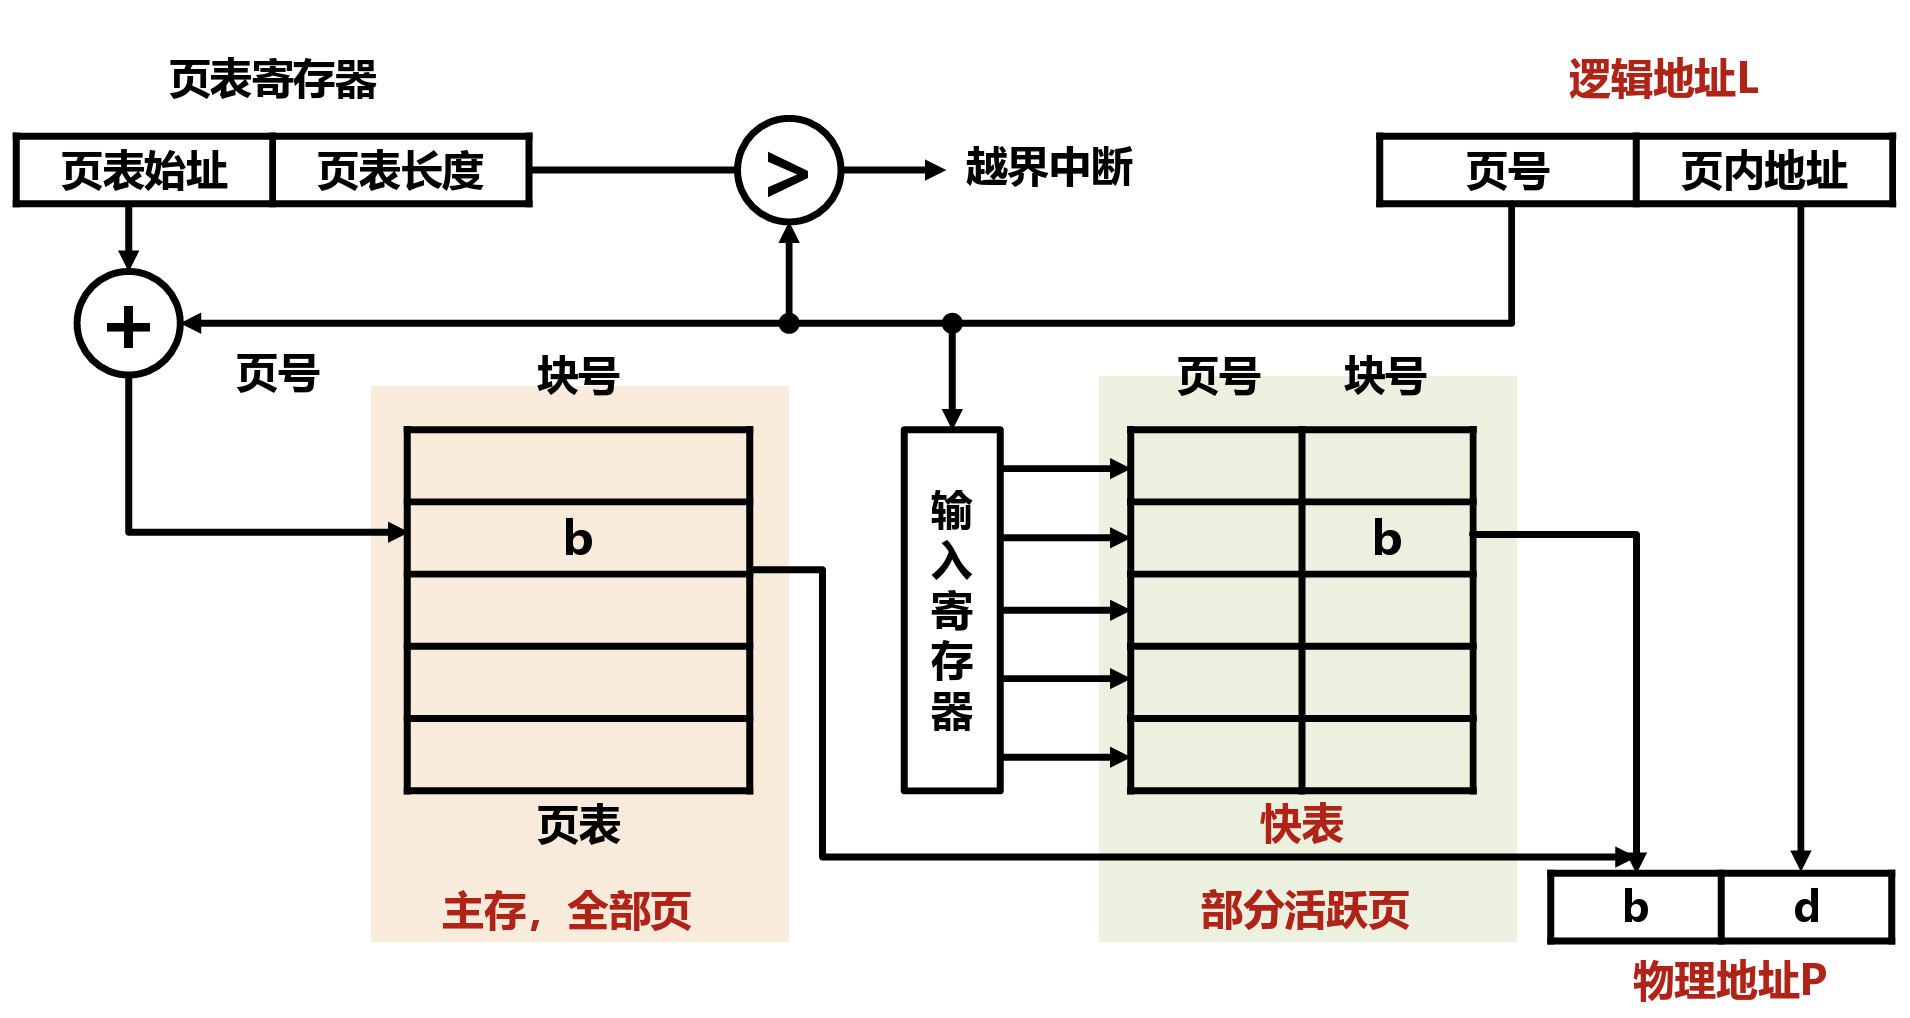 页表寄存器
逻辑地址L
页表始址
页表长度
>
越界中断
页号
页内地址
+
页号
块号
页号
块号
输入寄存器
b
b
页表
快表
主存，全部页
部分活跃页
b
d
物理地址P